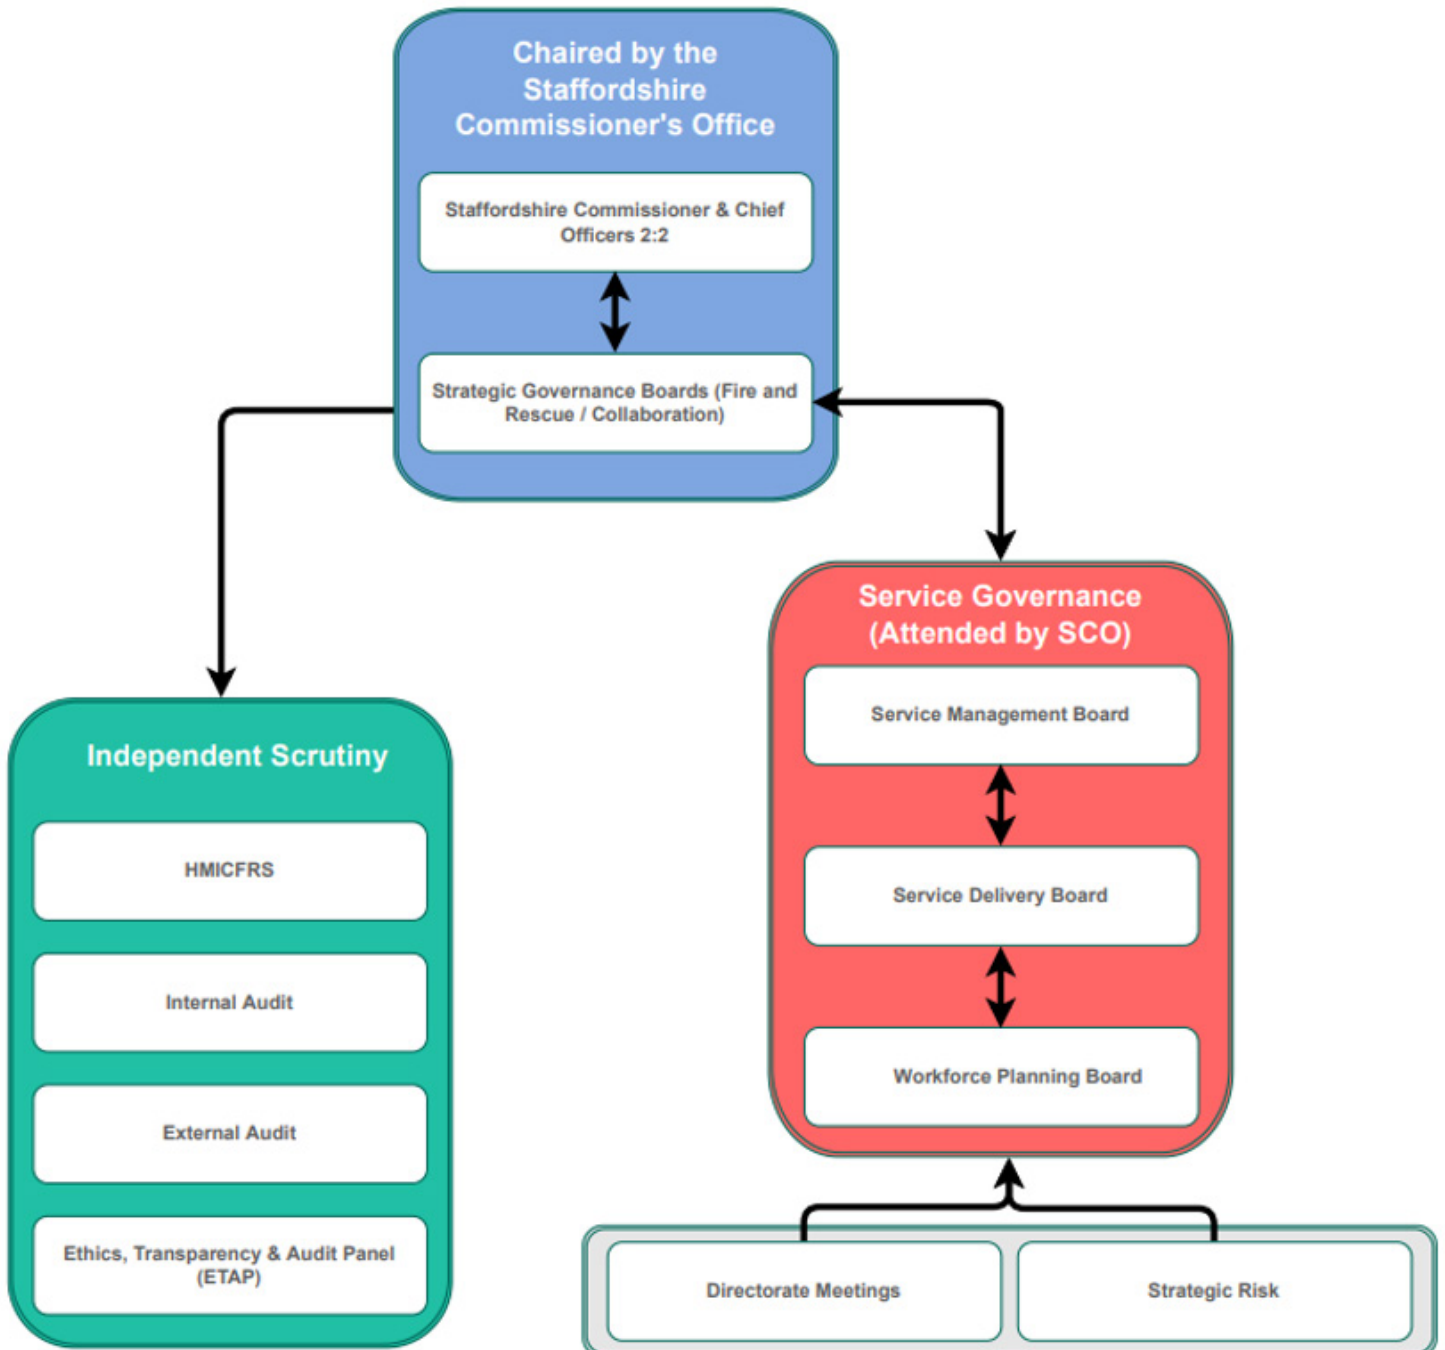 Chaired by the
Staffordshire
Commissioner's Office
Staffordshire Commissioner & Chief
Officers 2:2
Strategic Governance Boards (Fire and
Rescue / Collaboration)
Service Governance
(Attended by SCO)
Service Management Board
Service Delivery Board
Workforce Planning Board
Independent Scrutiny
HMICFRS
Internal Audit
External Audit
Ethics, Transparency & Audit Panel
(ETAP)
Directorate Meetings
Strategic Risk